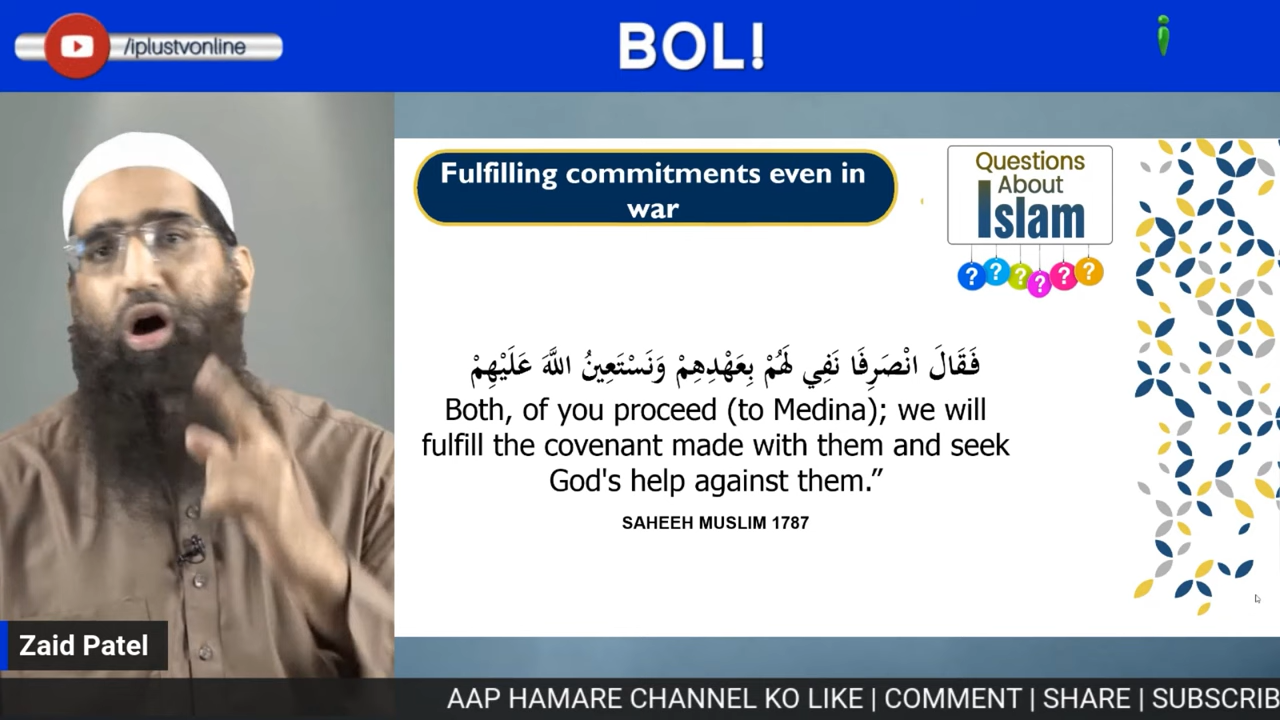 /iplustvonline
BOL!
Fulfilling commitments even in
war
Questions
About
Islam
? ? ? ? ? ?
فَقَالَ انْصَرِفَا نَفِي لَهُمْ بِعَهْدِهِمْ وَنَسْتَعِينُ اللَّهَ عَلَيْهِمْ
Both, of you proceed (to Medina); we will
fulfill the covenant made with them and seek
God's help against them.”
SAHEEH MUSLIM 1787
Zaid Patel
AAP HAMARE CHANNEL KO LIKE | COMMENT | SHARE | SUBSCRIB